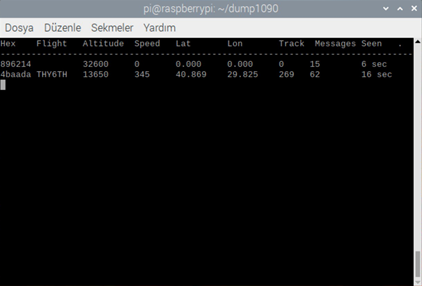 pi@raspberrypi: ~/dump1090
Dosya Düzenle Sekmeler Yardım
Hex Flight Altitude Speed Lat Lon Track Messages Seen .
--------------------------------------------------------------------------------
896214 32600 0 0.000 0.000 0 15 6 sec
4baada THY6TH 13650 345 40.869 29.825 269 62 16 sec